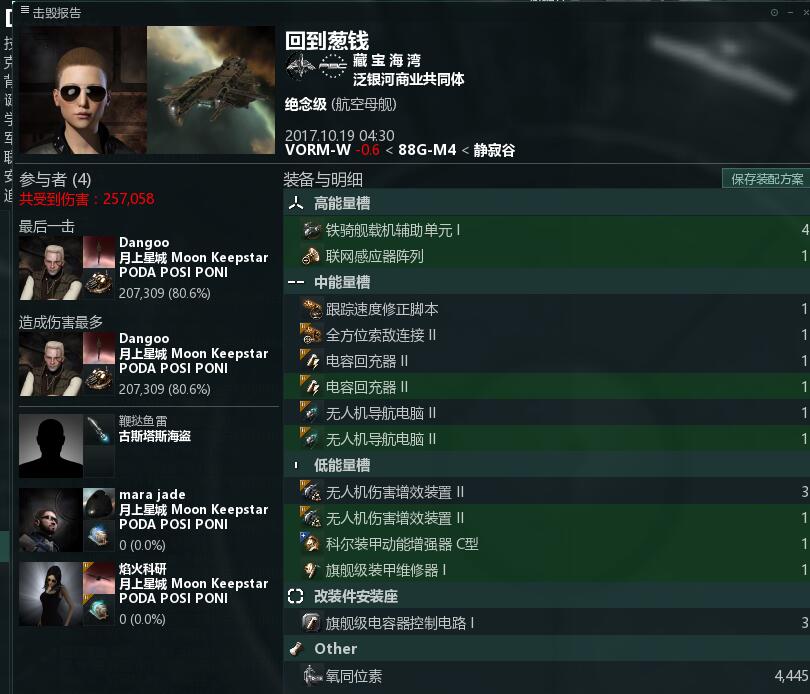 击毁报告
回到葱钱
藏宝海湾
泛银河商业共同体
绝念级 (航空母舰)
2017.10.19 04:30
VORM-W -0.6 < 88G-M4 < 静寂谷
参与者 (4)
共受到伤害：257,058
最后一击
Dangoo
月上星城 Moon Keepstar
PODA POSI PONI
207,309 (80.6%)
造成伤害最多
Dangoo
月上星城 Moon Keepstar
PODA POSI PONI
207,309 (80.6%)
鞭挞鱼雷
古斯塔斯海盗
mara jade
月上星城 Moon Keepstar
PODA POSI PONI
0 (0.0%)
焰火科研
月上星城 Moon Keepstar
PODA POSI PONI
0 (0.0%)
装备与明细
保存装配方案
高能量槽
铁骑舰载机辅助单元 I 4
联网感应器阵列 1
中能量槽
跟踪速度修正脚本 1
全方位索敌连接 II 1
电容回充器 II 1
电容回充器 II 1
无人机导航电脑 II 1
无人机导航电脑 II 1
低能量槽
无人机伤害增效装置 II 3
无人机伤害增效装置 II 1
科尔装甲动能增强器 C型 1
旗舰级装甲维修器 I 1
改装件安装座
旗舰级电容器控制电路 I 3
Other
氧同位素 4,445